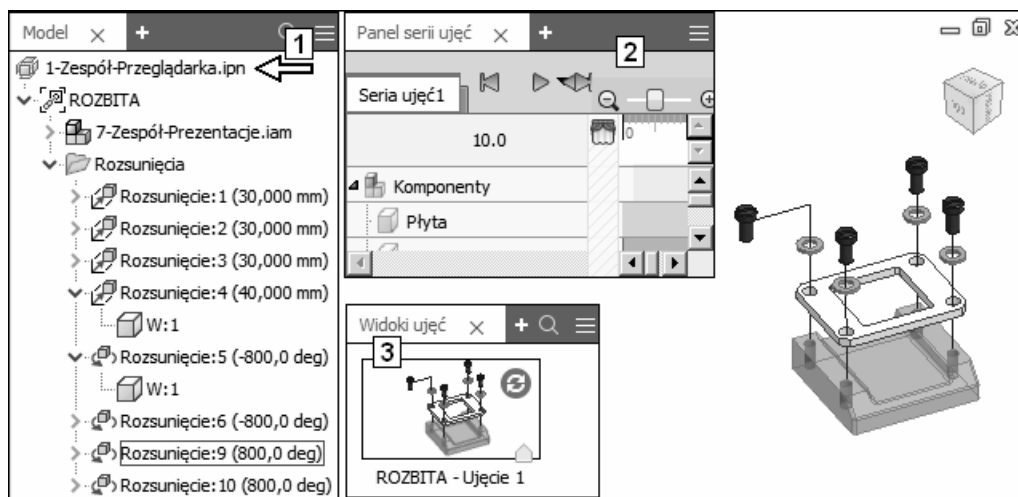 Model
1
1-Zespół-Przeglądarka.ipn
ROZBITA
7-Zespół-Prezentacje.iam
Rozsunięcia
Rozsunięcie:1 (30,000 mm)
Rozsunięcie:2 (30,000 mm)
Rozsunięcie:3 (30,000 mm)
Rozsunięcie:4 (40,000 mm)
W:1
Rozsunięcie:5 (-800,0 deg)
W:1
Rozsunięcie:6 (-800,0 deg)
Rozsunięcie:9 (800,0 deg)
Rozsunięcie:10 (800,0 deg)
Panel serii ujęć
2
Seria ujęć1
10.0
0
Komponenty
Płyta
Widoki ujęć
3
ROZBITA - Ujęcie 1